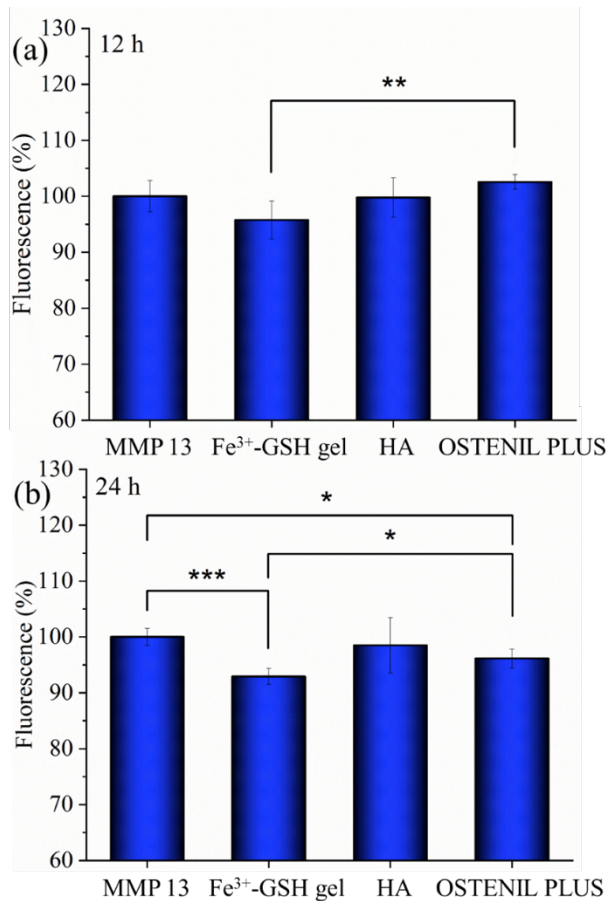 (a)
12 h
Fluorescence (%)
130
120
110
100
90
80
70
60
**
MMP 13
Fe³⁺-GSH gel
HA
OSTENIL PLUS
(b)
24 h
Fluorescence (%)
130
120
110
100
90
80
70
60
*
*
***
MMP 13
Fe³⁺-GSH gel
HA
OSTENIL PLUS